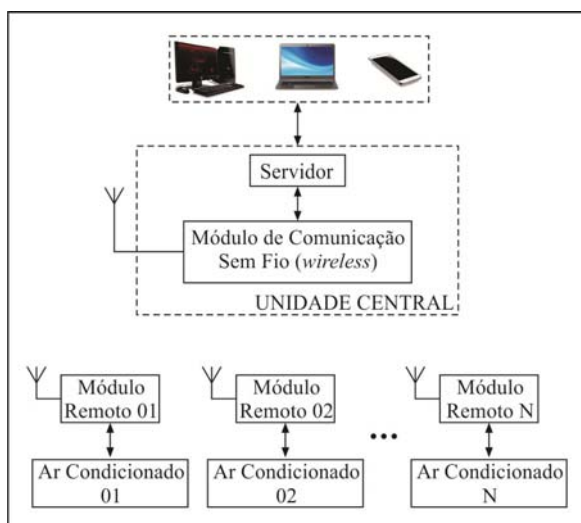 Servidor
Módulo de Comunicação
Sem Fio (wireless)
UNIDADE CENTRAL
Módulo
Remoto 01
Módulo
Remoto 02
Módulo
Remoto N
...
Ar Condicionado
01
Ar Condicionado
02
Ar Condicionado
N